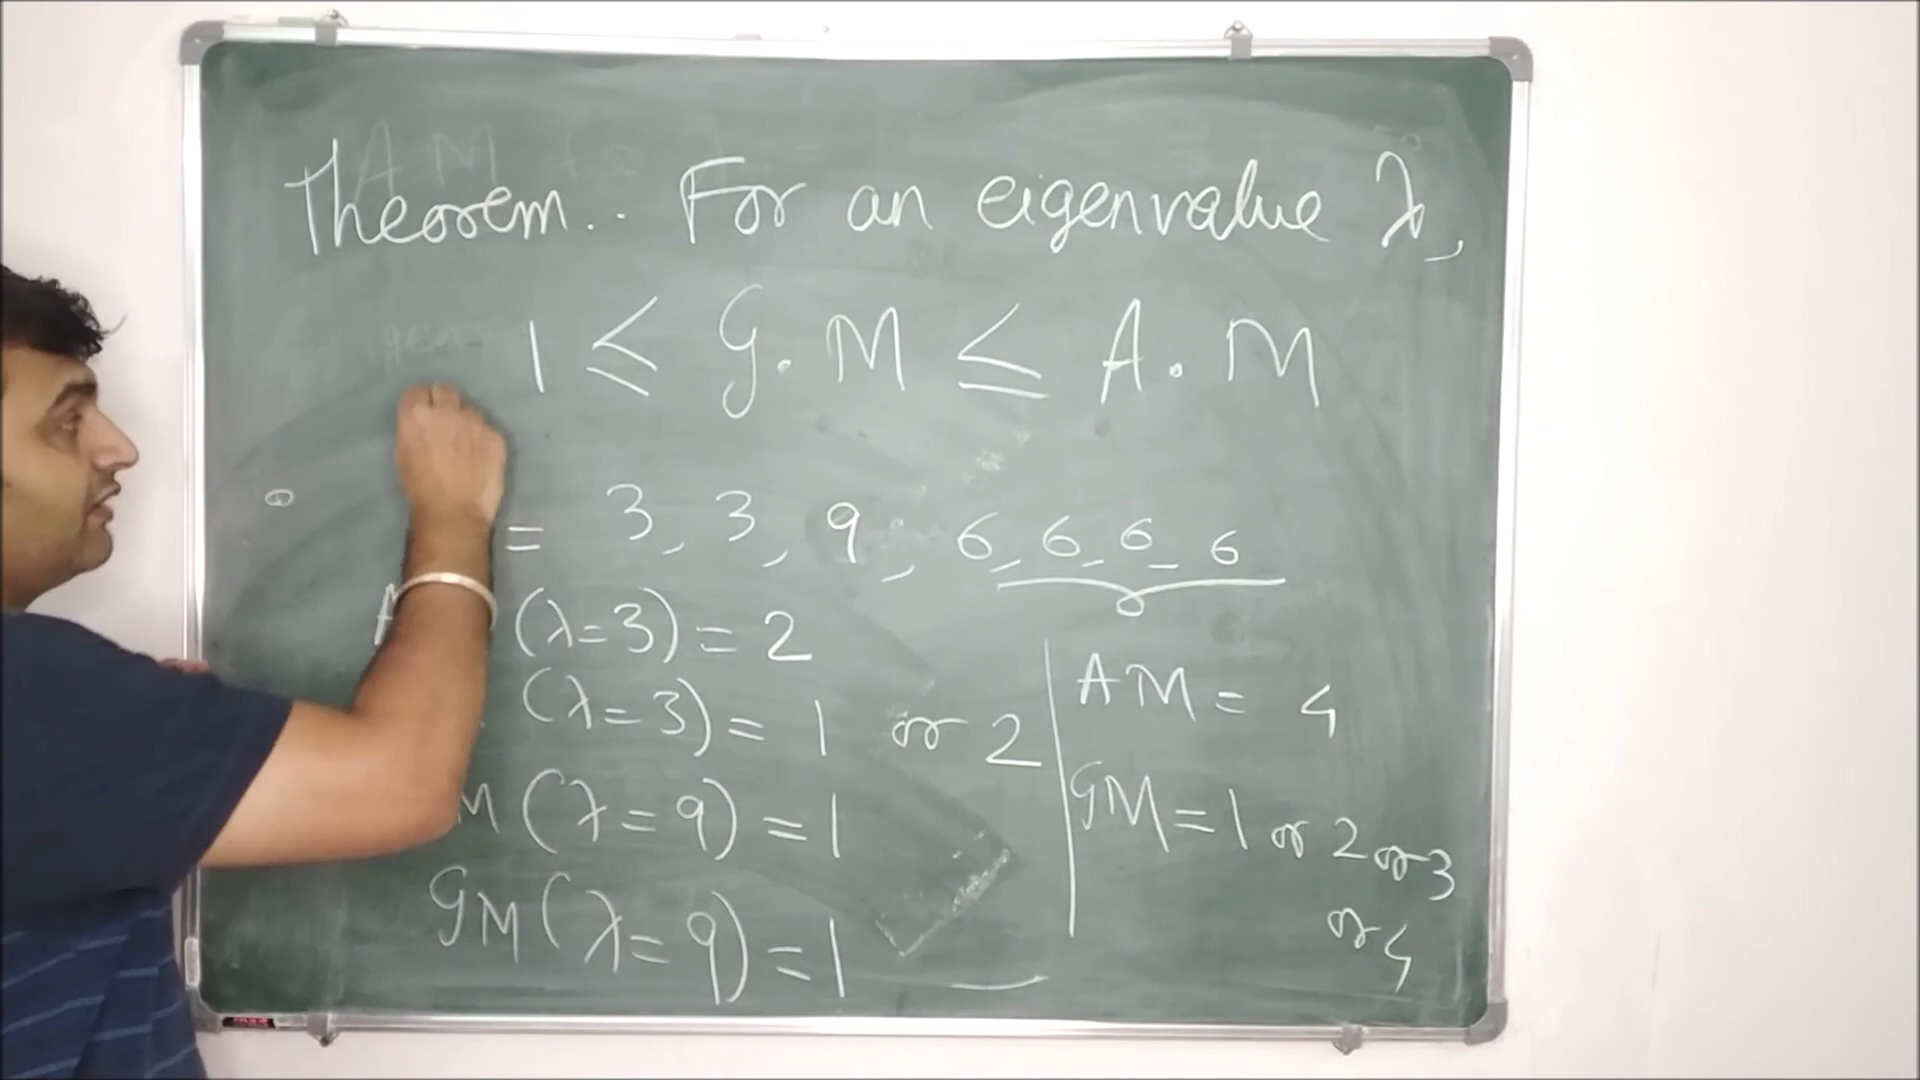 Theorem.. For an eigenvalue λ,
1 ≤ G.M ≤ A.M
= 3, 3, 9, 6, 6, 6, 6
A (λ=3) = 2
(λ=3) = 1 or 2
M (λ=9) = 1
GM (λ=9) = 1
AM = 4
GM = 1 or 2 or 3
or 4